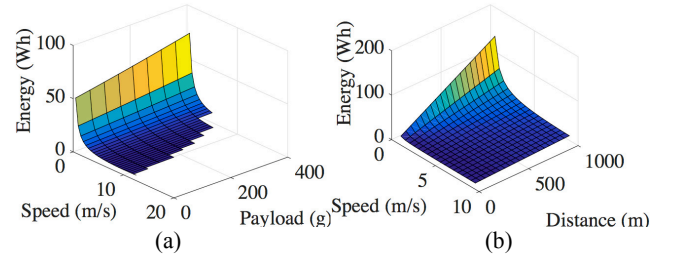 100
50
0
Energy (Wh)
0
10
20
Speed (m/s)
0
200
400
Payload (g)
(a)
200
100
0
Energy (Wh)
0
5
10
Speed (m/s)
0
500
1000
Distance (m)
(b)